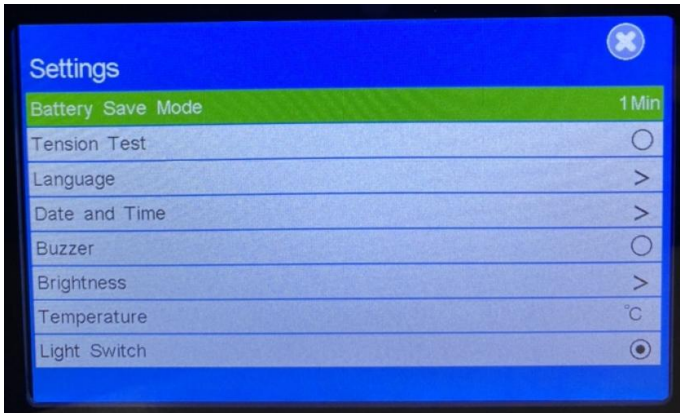 Settings
Battery Save Mode 1 Min
Tension Test
Language >
Date and Time >
Buzzer
Brightness >
Temperature °C
Light Switch